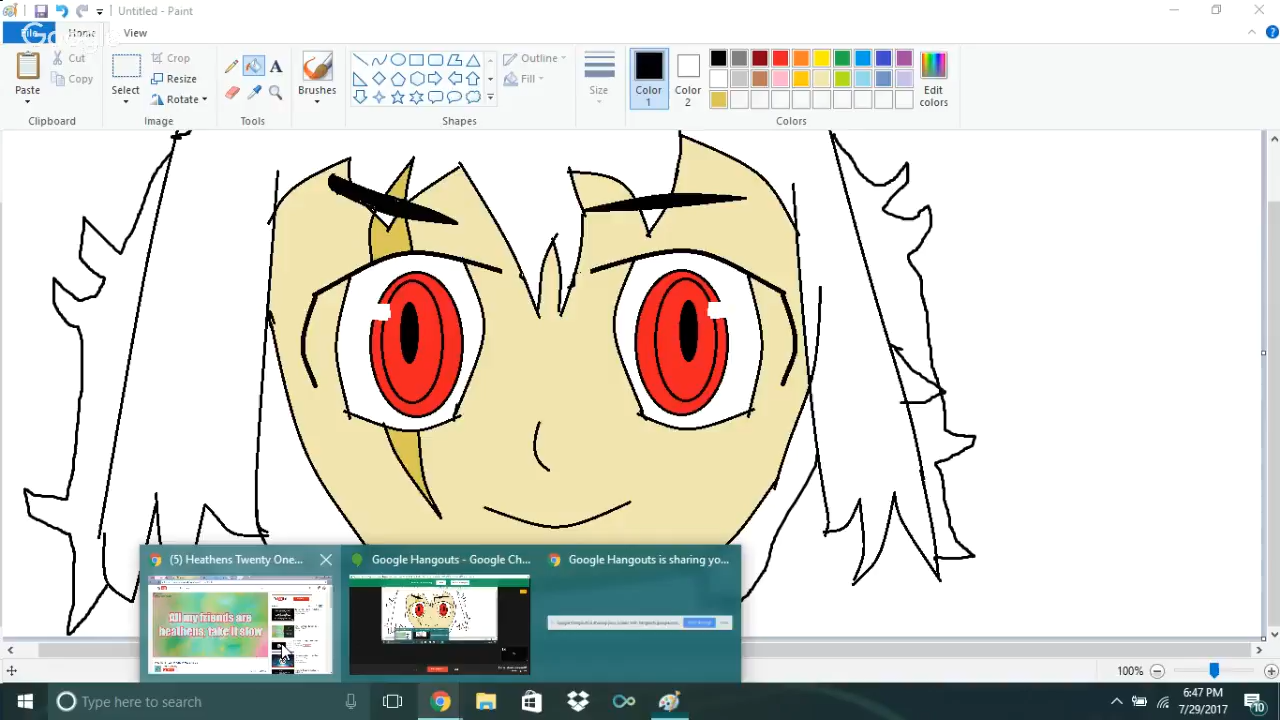 Untitled - Paint
Google
File
Home
View
Paste
Cut
Copy
Clipboard
Select
Crop
Resize
Rotate
Image
Tools
Brushes
Outline
Fill
Shapes
Size
Color 1
Color 2
Edit colors
Colors
(5) Heathens Twenty One...
Google Hangouts - Google Ch...
Google Hangouts is sharing yo...
All my friends are
heathens, take it slow
100%
Type here to search
6:47 PM
7/29/2017
10